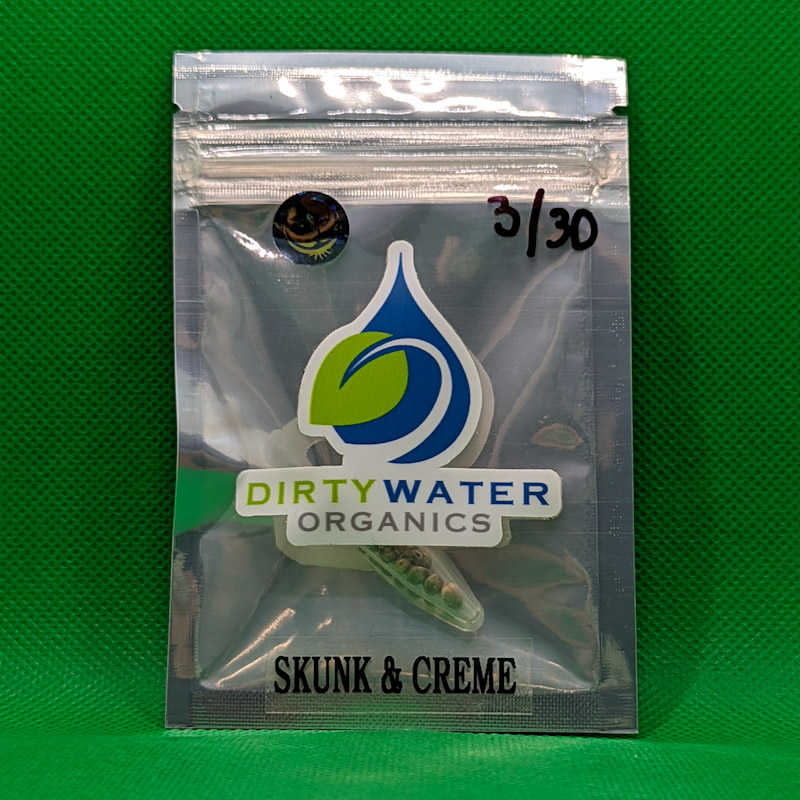 3/30
DIRTYWATER
ORGANICS
SKUNK & CREME